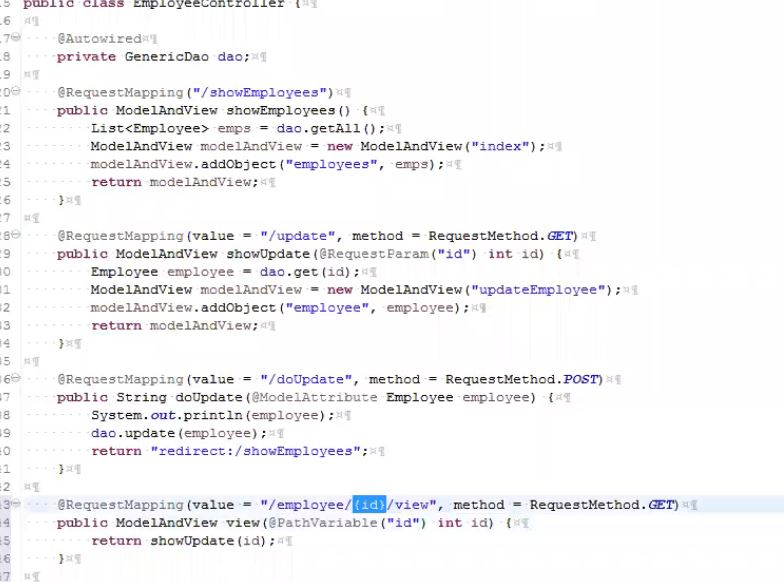 5 public class EmployeeController {
6
7 @Autowired
8 private GenericDao dao;
9
20 @RequestMapping("/showEmployees")
21 public ModelAndView showEmployees() {
22 List<Employee> emps = dao.getAll();
23 ModelAndView modelAndView = new ModelAndView("index");
24 modelAndView.addObject("employees", emps);
25 return modelAndView;
26 }
27
28 @RequestMapping(value = "/update", method = RequestMethod.GET)
29 public ModelAndView showUpdate(@RequestParam("id") int id) {
30 Employee employee = dao.get(id);
31 ModelAndView modelAndView = new ModelAndView("updateEmployee");
32 modelAndView.addObject("employee", employee);
33 return modelAndView;
34 }
35
36 @RequestMapping(value = "/doUpdate", method = RequestMethod.POST)
37 public String doUpdate(@ModelAttribute Employee employee) {
38 System.out.println(employee);
39 dao.update(employee);
40 return "redirect:/showEmployees";
41 }
42
43 @RequestMapping(value = "/employee/{id}/view", method = RequestMethod.GET)
44 public ModelAndView view(@PathVariable("id") int id) {
45 return showUpdate(id);
46 }
47